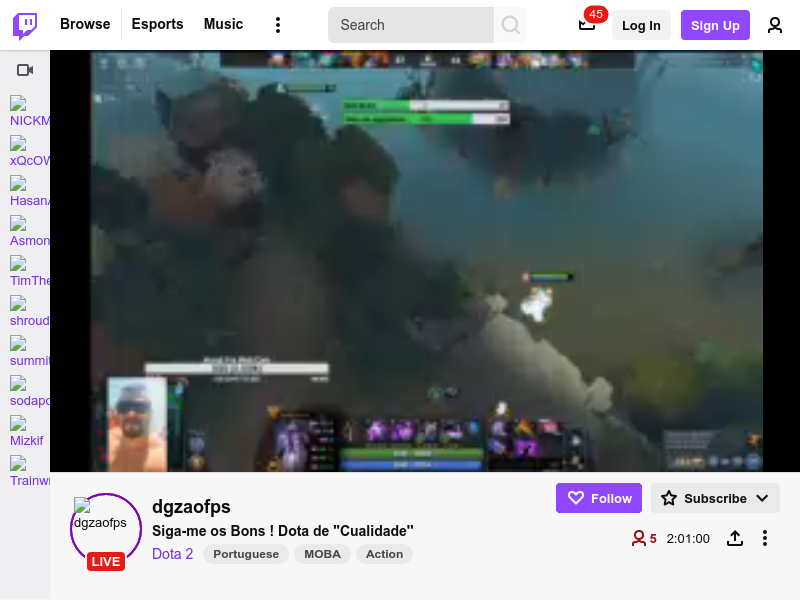 Browse
Esports
Music
Search
45
Log In
Sign Up
NICKM
xQcOW
HasanA
Asmon
TimThe
shroud
summit
sodapo
Mizkif
Trainwr
dgzaofps
LIVE
dgzaofps
Siga-me os Bons ! Dota de "Cualidade"
Dota 2
Portuguese
MOBA
Action
Follow
Subscribe
5
2:01:00